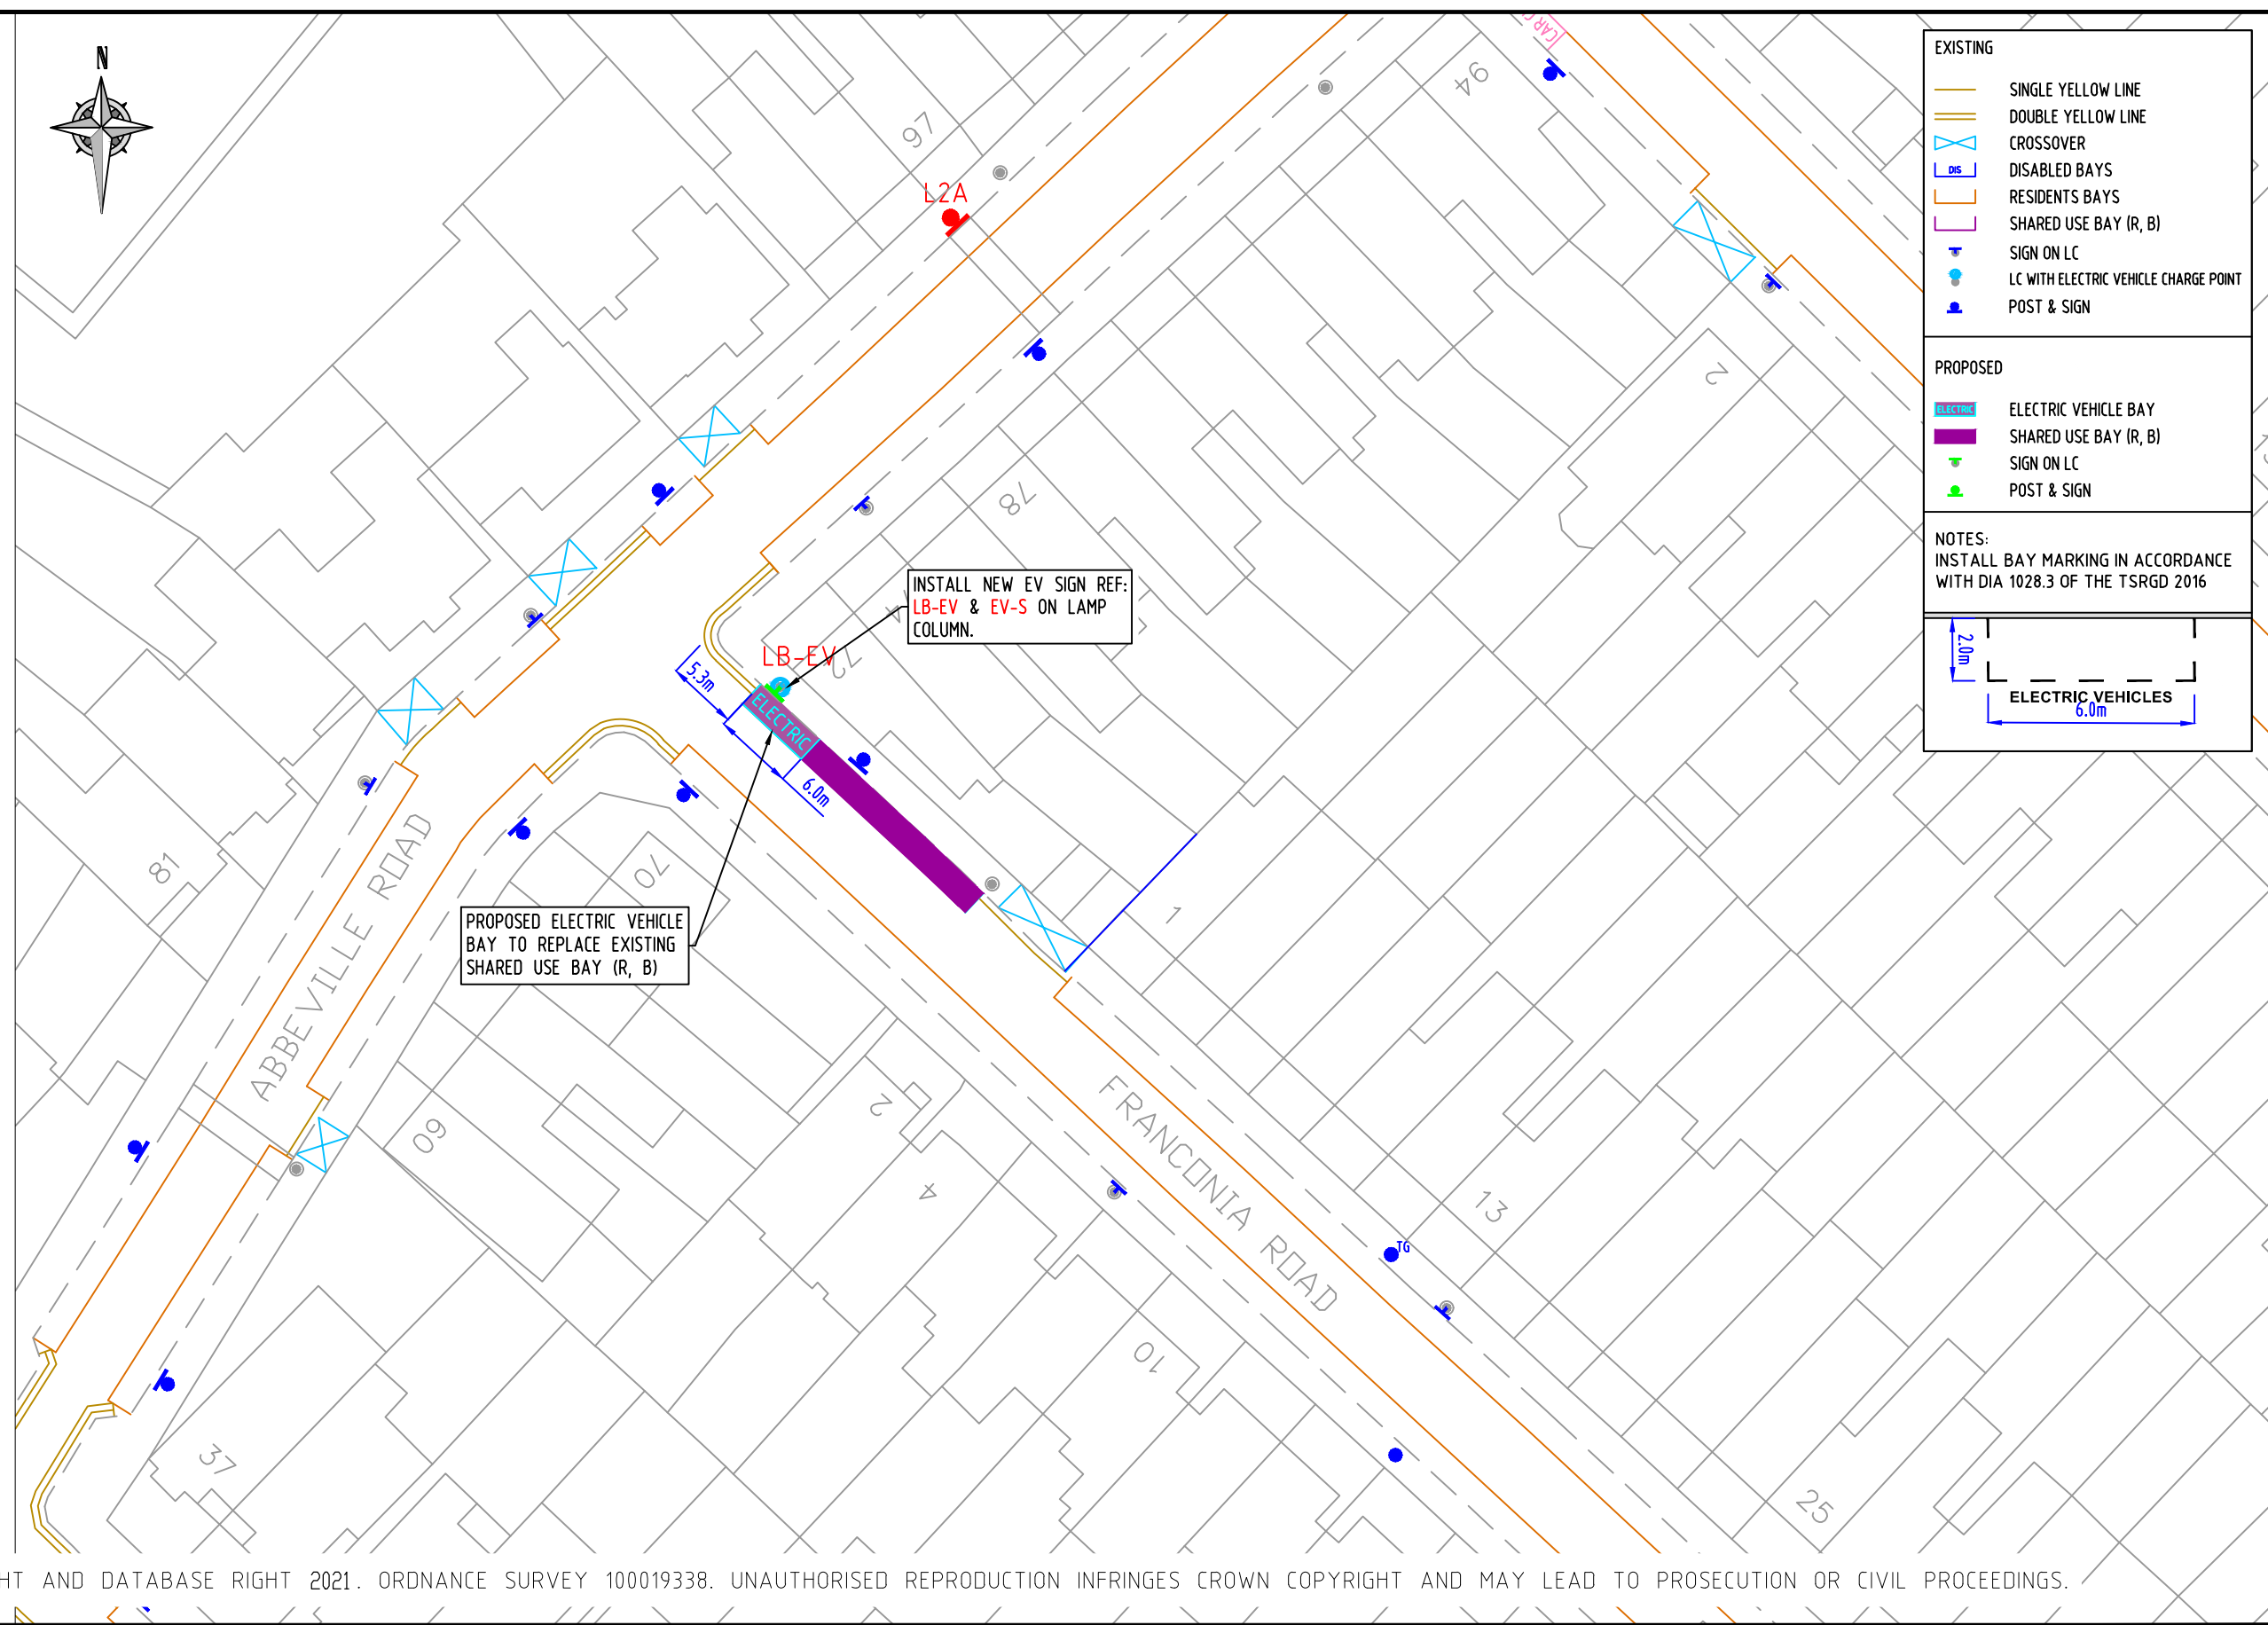 N
EXISTING
SINGLE YELLOW LINE
DOUBLE YELLOW LINE
CROSSOVER
DIS
DISABLED BAYS
RESIDENTS BAYS
SHARED USE BAY (R, B)
SIGN ON LC
LC WITH ELECTRIC VEHICLE CHARGE POINT
POST & SIGN
PROPOSED
ELECTRIC
ELECTRIC VEHICLE BAY
SHARED USE BAY (R, B)
SIGN ON LC
POST & SIGN
NOTES:
INSTALL BAY MARKING IN ACCORDANCE
WITH DIA 1028.3 OF THE TSRGD 2016
2.0m
ELECTRIC VEHICLES
6.0m
97
94
L2A
2
78
INSTALL NEW EV SIGN REF:
LB-EV & EV-S ON LAMP
COLUMN.
LB-EV
72
5.3m
ELECTRIC
6.0m
81
70
ABBEVILLE ROAD
PROPOSED ELECTRIC VEHICLE
BAY TO REPLACE EXISTING
SHARED USE BAY (R, B)
1
60
2
4
FRANCONIA ROAD
13
TG
10
37
25
AND DATABASE RIGHT 2021. ORDNANCE SURVEY 100019338. UNAUTHORISED REPRODUCTION INFRINGES CROWN COPYRIGHT AND MAY LEAD TO PROSECUTION OR CIVIL PROCEEDINGS.